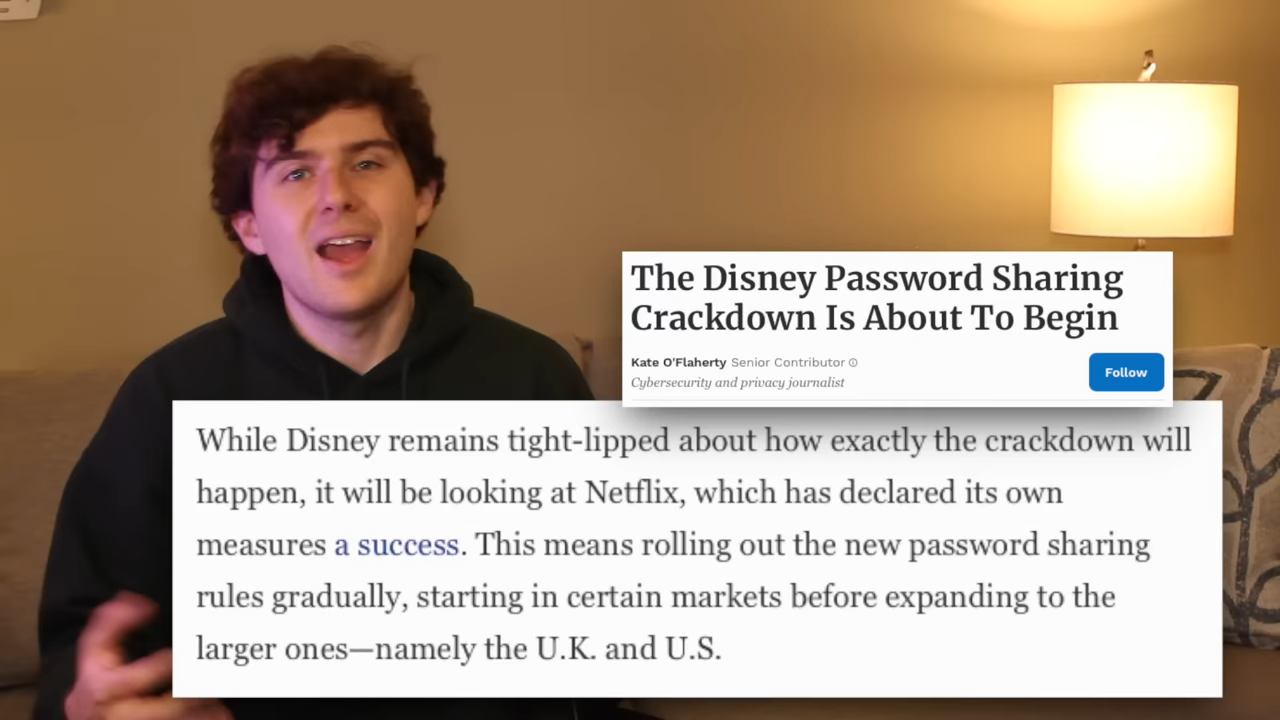 The Disney Password Sharing
Crackdown Is About To Begin
Kate O'Flaherty Senior Contributor
Cybersecurity and privacy journalist
Follow
While Disney remains tight-lipped about how exactly the crackdown will
happen, it will be looking at Netflix, which has declared its own
measures a success. This means rolling out the new password sharing
rules gradually, starting in certain markets before expanding to the
larger ones—namely the U.K. and U.S.